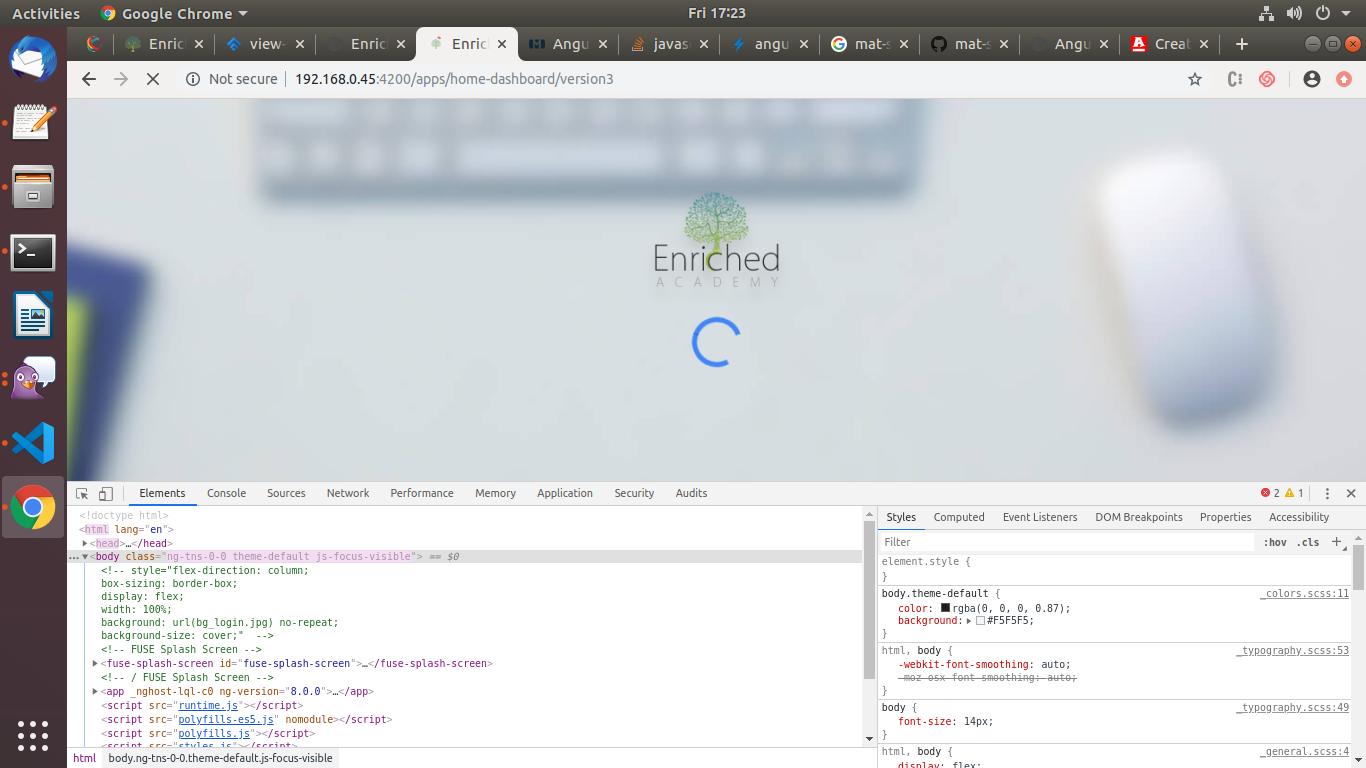 Activities
Google Chrome
Fri 17:23
Enric
view-
Enric
Enric
Angu
javas
angu
mat-s
mat-s
Angu
Creat
Not secure
192.168.0.45:4200/apps/home-dashboard/version3
Enriched
ACADEMY
Elements Console Sources Network Performance Memory Application Security Audits
2 1
<!doctype html>
<html lang="en">
<head>…</head>
<body class="ng-tns-0-0 theme-default js-focus-visible"> == $0
<!-- style="flex-direction: column;
box-sizing: border-box;
display: flex;
width: 100%;
background: url(bg_login.jpg) no-repeat;
background-size: cover;"  -->
<!-- FUSE Splash Screen -->
<fuse-splash-screen id="fuse-splash-screen">…</fuse-splash-screen>
<!-- / FUSE Splash Screen -->
<app _nghost-lql-c0 ng-version="8.0.0">…</app>
<script src="runtime.js"></script>
<script src="polyfills-es5.js" nomodule></script>
<script src="polyfills.js"></script>
<script src="styles.js"></script>
html body.ng-tns-0-0.theme-default.js-focus-visible
Styles Computed Event Listeners DOM Breakpoints Properties Accessibility
Filter :hov .cls +
element.style {
}
body.theme-default { _colors.scss:11
color: rgba(0, 0, 0, 0.87);
background: #F5F5F5;
}
html, body { _typography.scss:53
-webkit-font-smoothing: auto;
-moz-osx-font-smoothing: auto;
}
body { _typography.scss:49
font-size: 14px;
}
html, body { _general.scss:4
display: flex;